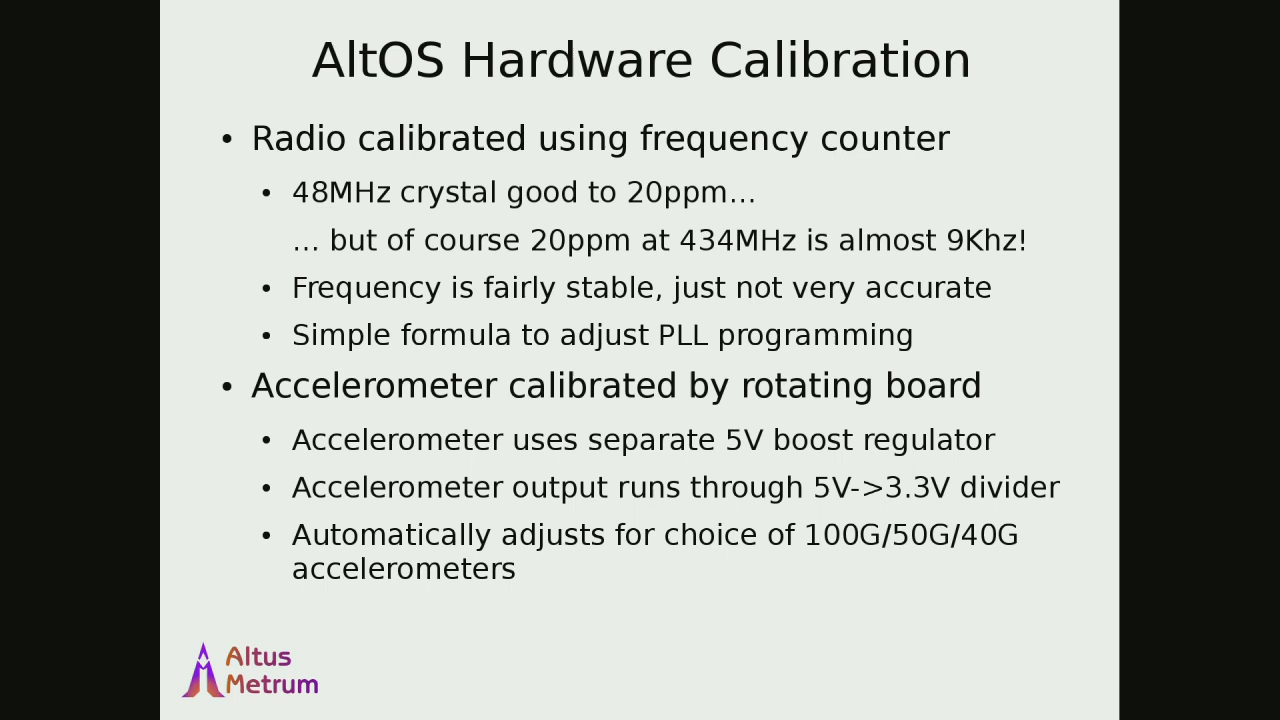 AltOS Hardware Calibration
• Radio calibrated using frequency counter
• 48MHz crystal good to 20ppm...
... but of course 20ppm at 434MHz is almost 9Khz!
• Frequency is fairly stable, just not very accurate
• Simple formula to adjust PLL programming
• Accelerometer calibrated by rotating board
• Accelerometer uses separate 5V boost regulator
• Accelerometer output runs through 5V->3.3V divider
• Automatically adjusts for choice of 100G/50G/40G
accelerometers
Altus
Metrum